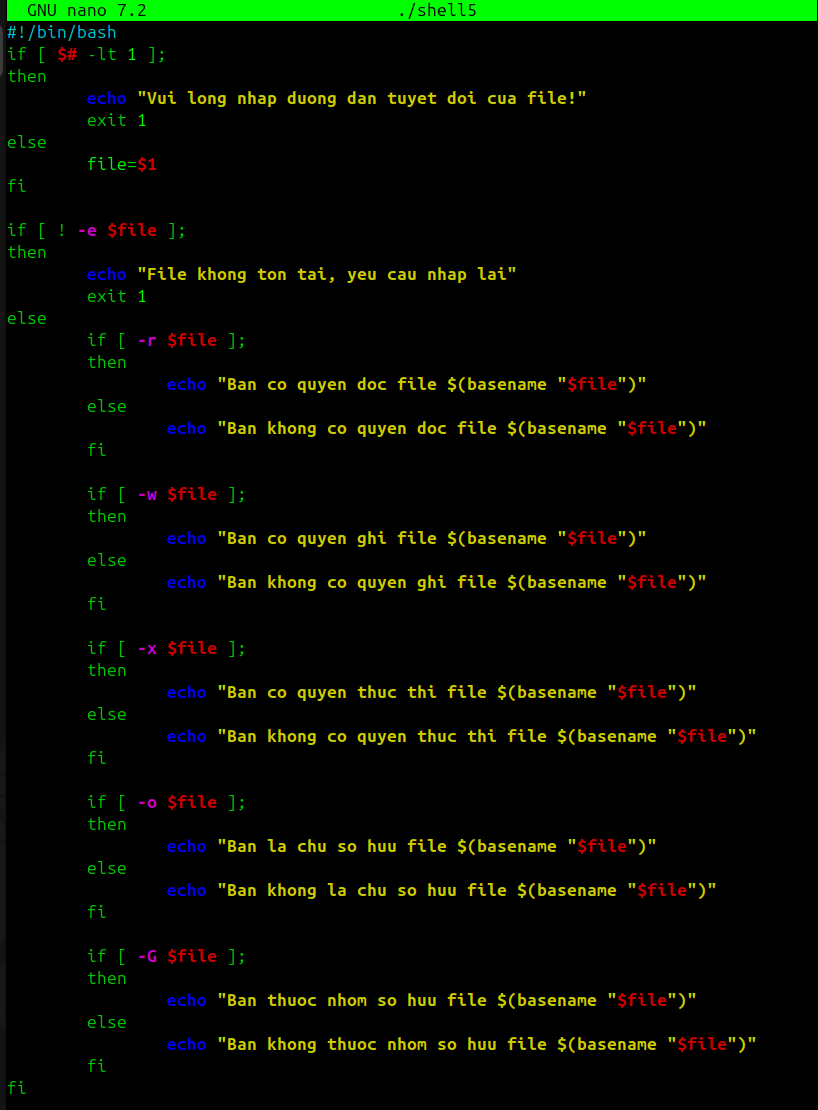 GNU nano 7.2 ./shell5
#!/bin/bash
if [ $# -lt 1 ];
then
        echo "Vui long nhap duong dan tuyet doi cua file!"
        exit 1
else
        file=$1
fi

if [ ! -e $file ];
then
        echo "File khong ton tai, yeu cau nhap lai"
        exit 1
else
        if [ -r $file ];
        then
                echo "Ban co quyen doc file $(basename "$file")"
        else
                echo "Ban khong co quyen doc file $(basename "$file")"
        fi

        if [ -w $file ];
        then
                echo "Ban co quyen ghi file $(basename "$file")"
        else
                echo "Ban khong co quyen ghi file $(basename "$file")"
        fi

        if [ -x $file ];
        then
                echo "Ban co quyen thuc thi file $(basename "$file")"
        else
                echo "Ban khong co quyen thuc thi file $(basename "$file")"
        fi

        if [ -o $file ];
        then
                echo "Ban la chu so huu file $(basename "$file")"
        else
                echo "Ban khong la chu so huu file $(basename "$file")"
        fi

        if [ -G $file ];
        then
                echo "Ban thuoc nhom so huu file $(basename "$file")"
        else
                echo "Ban khong thuoc nhom so huu file $(basename "$file")"
        fi
fi